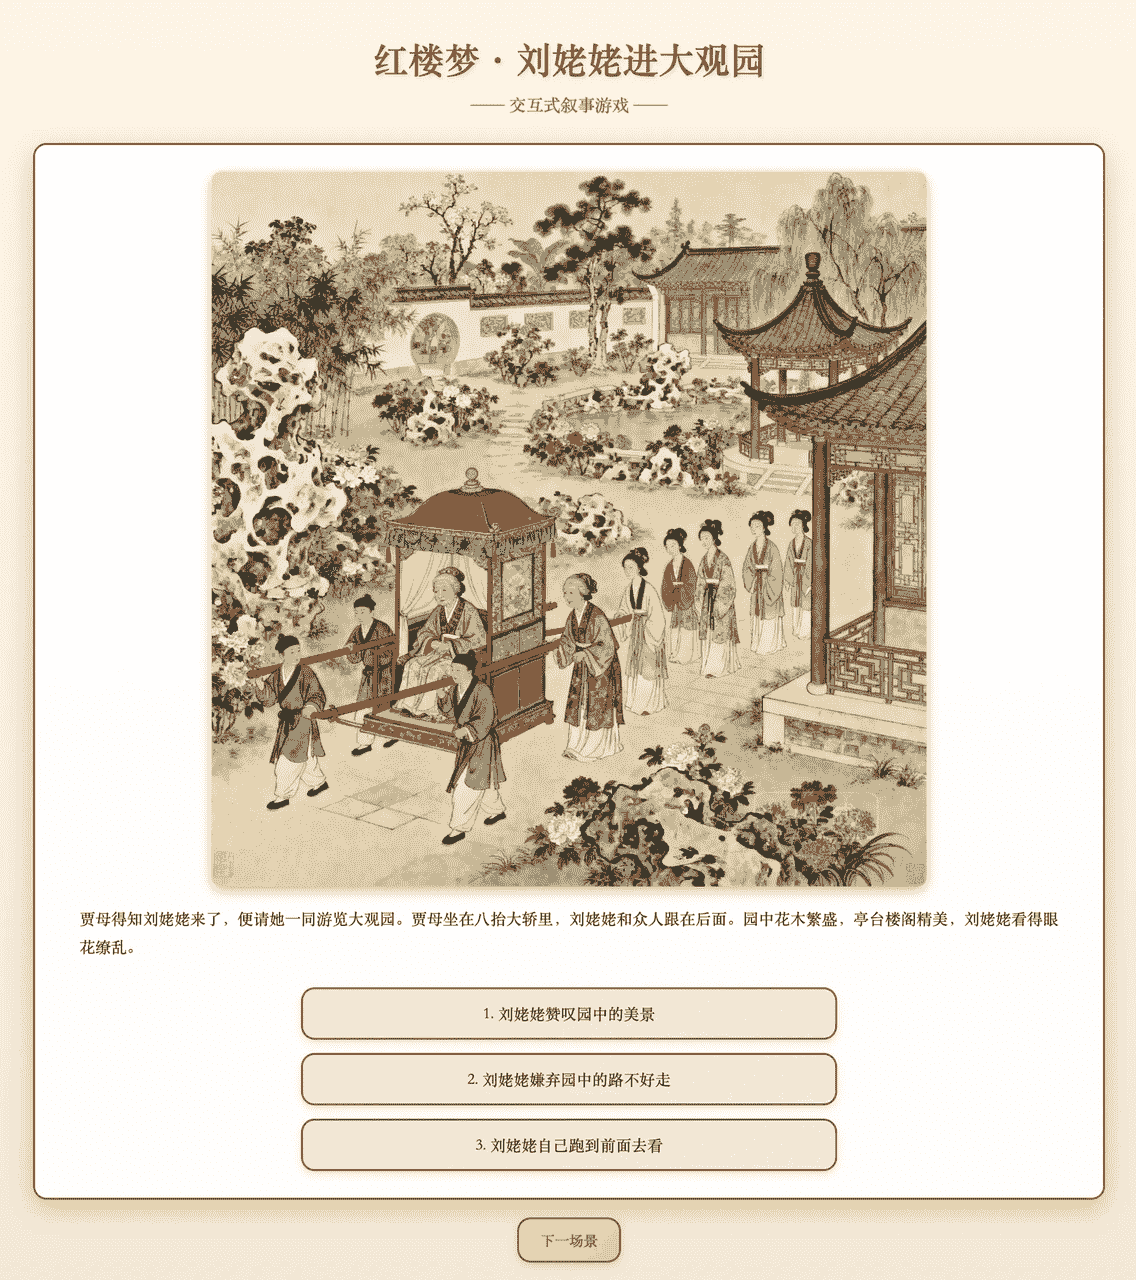 红楼梦 · 刘姥姥进大观园
—— 交互式叙事游戏 ——
贾母得知刘姥姥来了，便请她一同游览大观园。贾母坐在八抬大轿里，刘姥姥和众人跟在后面。园中花木繁盛，亭台楼阁精美，刘姥姥看得眼
花缭乱。
1. 刘姥姥赞叹园中的美景
2. 刘姥姥嫌弃园中的路不好走
3. 刘姥姥自己跑到前面去看
下一场景